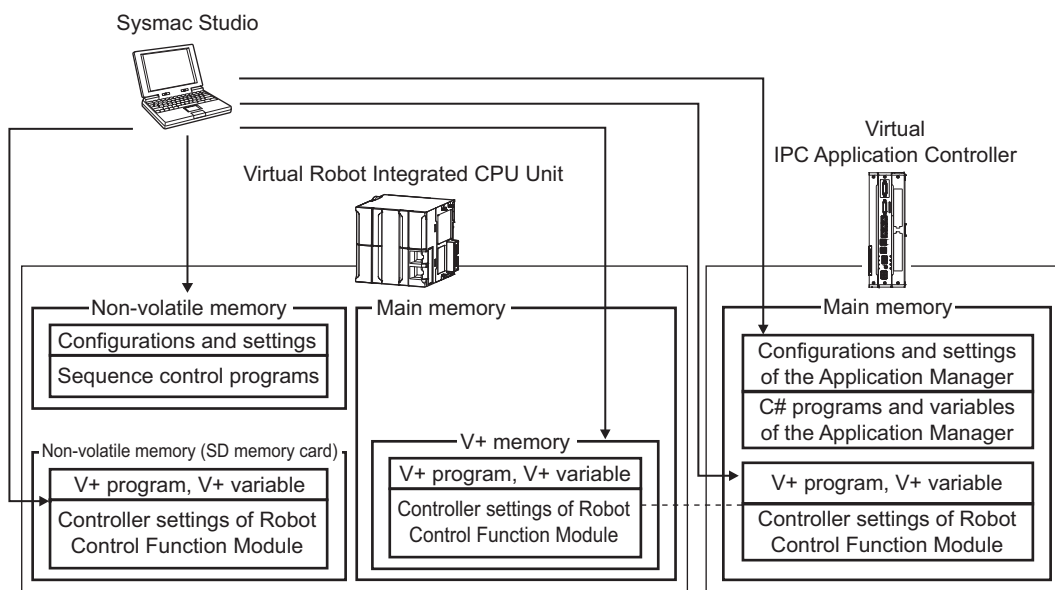 Sysmac Studio
Virtual
IPC Application Controller
Virtual Robot Integrated CPU Unit
Non-volatile memory
Configurations and settings
Sequence control programs
Non-volatile memory (SD memory card)
V+ program, V+ variable
Controller settings of Robot
Control Function Module
Main memory
V+ memory
V+ program, V+ variable
Controller settings of Robot
Control Function Module
Main memory
Configurations and settings
of the Application Manager
C# programs and variables
of the Application Manager
V+ program, V+ variable
Controller settings of Robot
Control Function Module